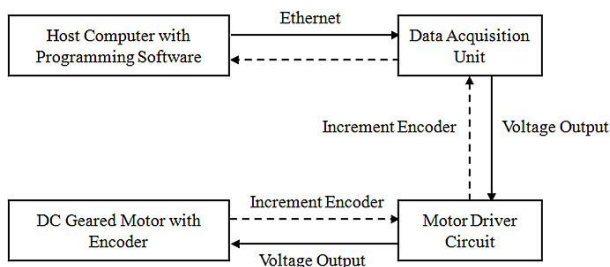 Ethernet
Host Computer with
Programming Software
Data Acquisition
Unit
Increment Encoder
Voltage Output
DC Geared Motor with
Encoder
Increment Encoder
Motor Driver
Circuit
Voltage Output